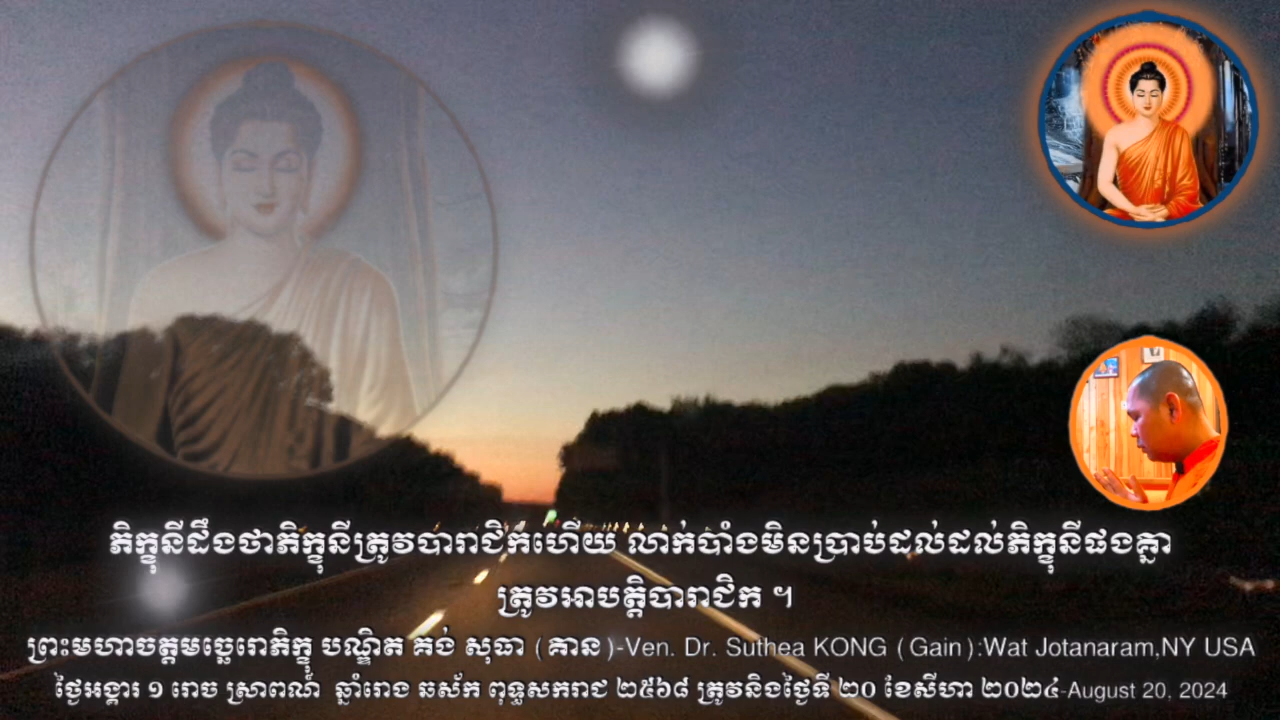 ភិក្ខុនីដឹងថាភិក្ខុនីត្រូវបារាជិកហើយ លាក់បាំងមិនប្រាប់ដល់ដល់ភិក្ខុនីផងគ្នា
ត្រូវអាបត្តិបារាជិក ។
ព្រះមហាចត្តមច្ឆេរោភិក្ខុ បណ្ឌិត គង់ សុធា (គាន)-Ven. Dr. Suthea KONG (Gain):Wat Jotanaram,NY USA
ថ្ងៃអង្គារ ១ រោច ស្រាពណ៍ ឆ្នាំរោង ឆស័ក ពុទ្ធសករាជ ២៥៦៨ ត្រូវនិងថ្ងៃទី ២០ ខែសីហា ២០២៤-August 20, 2024